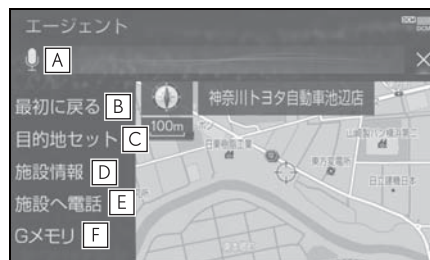 エージェント
A
最初に戻る B
神奈川トヨタ自動車池辺店
目的地セット C
100m
施設情報 D
施設へ電話 E
Gメモリ F